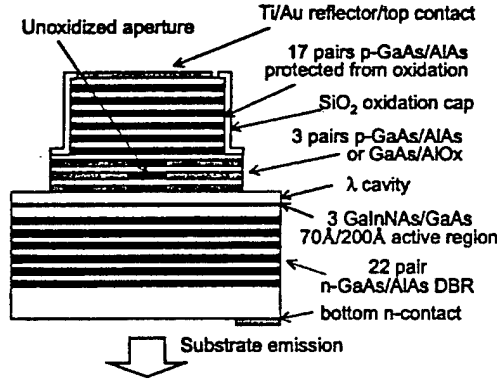 Ti/Au reflector/top contact
Unoxidized aperture
17 pairs p-GaAs/AlAs
protected from oxidation
SiO2 oxidation cap
3 pairs p-GaAs/AlAs
or GaAs/AlOx
λ cavity
3 GaInNAs/GaAs
70Å/200Å active region
22 pair
n-GaAs/AlAs DBR
bottom n-contact
Substrate emission